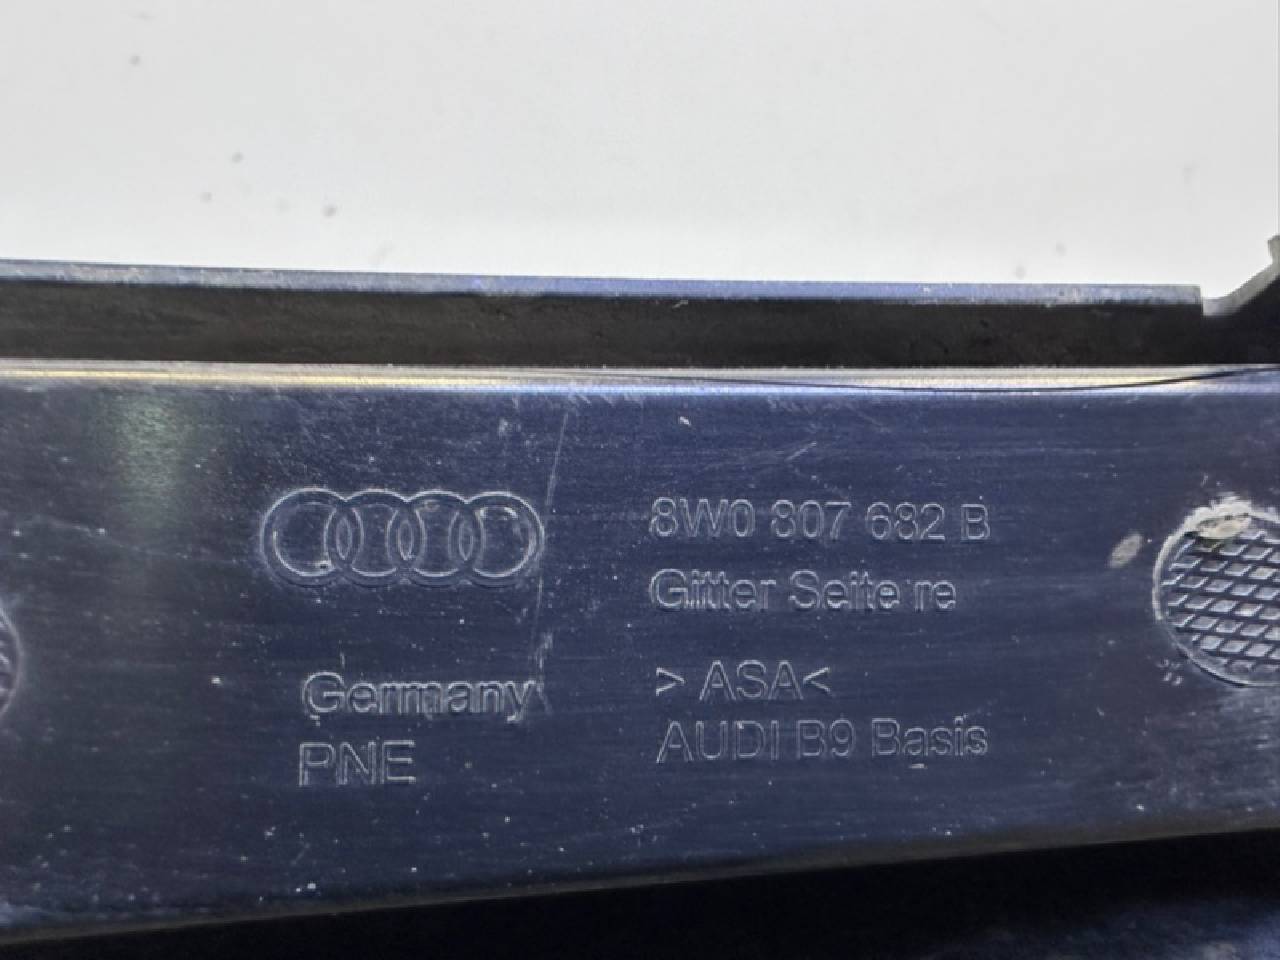 8W0 807 682 B
Gitter Seite re
Germany
PNE
> ASA<
AUDI B9 Basis